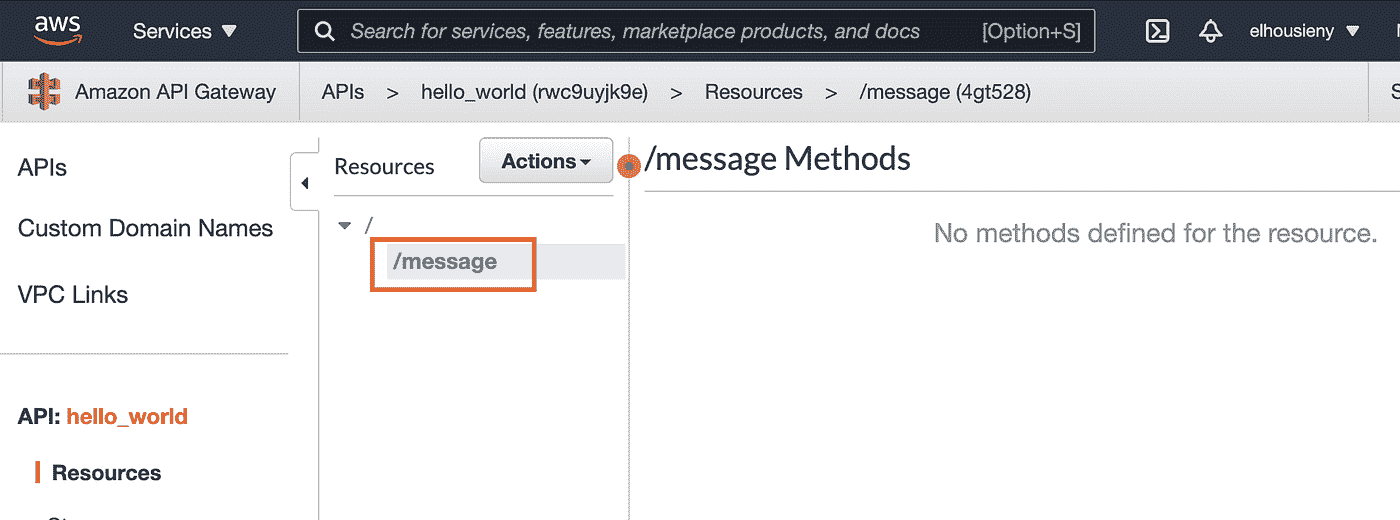 aws Services Search for services, features, marketplace products, and docs [Option+S] elhousieny
Amazon API Gateway APIs > hello_world (rwc9uyjk9e) > Resources > /message (4gt528)
APIs
Custom Domain Names
VPC Links
API: hello_world
Resources
Resources Actions
/
/message
/message Methods
No methods defined for the resource.